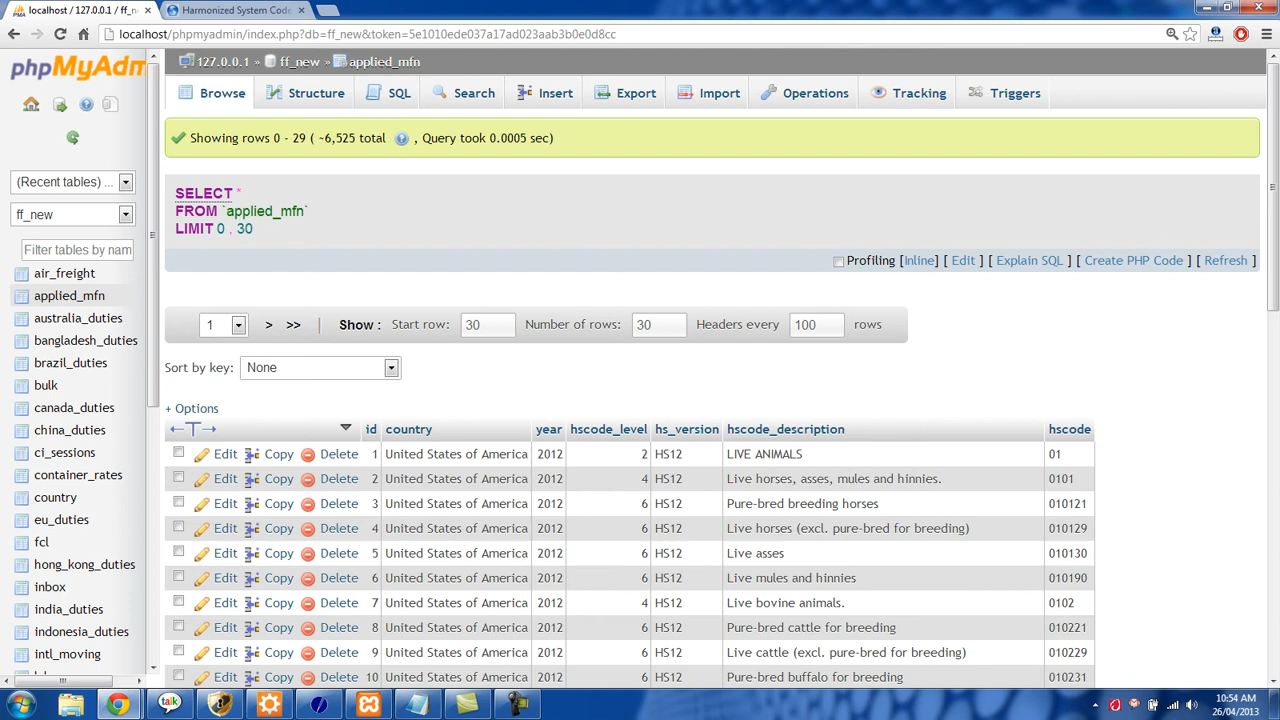 localhost / 127.0.0.1 / ff_n
Harmonized System Code
localhost/phpmyadmin/index.php?db=ff_new&token=5e1010ede037a17ad023aab320e0d8cc
phpMyAdm
127.0.0.1 » ff_new » applied_mfn
Browse Structure SQL Search Insert Export Import Operations Tracking Triggers
Showing rows 0 - 29 ( ~6,525 total , Query took 0.0005 sec)
(Recent tables) ...
ff_new
Filter tables by nam
SELECT *
FROM `applied_mfn`
LIMIT 0 , 30
Profiling [Inline] [ Edit ] [ Explain SQL ] [ Create PHP Code ] [ Refresh ]
air_freight
applied_mfn
australia_duties
bangladesh_duties
brazil_duties
bulk
canada_duties
china_duties
ci_sessions
container_rates
country
eu_duties
fcl
hong_kong_duties
inbox
india_duties
indonesia_duties
intl_moving
1 > >> | Show : Start row: 30 Number of rows: 30 Headers every 100 rows
Sort by key: None
+ Options
id country year hscode_level hs_version hscode_description hscode
Edit Copy Delete 1 United States of America 2012 2 HS12 LIVE ANIMALS 01
Edit Copy Delete 2 United States of America 2012 4 HS12 Live horses, asses, mules and hinnies. 0101
Edit Copy Delete 3 United States of America 2012 6 HS12 Pure-bred breeding horses 010121
Edit Copy Delete 4 United States of America 2012 6 HS12 Live horses (excl. pure-bred for breeding) 010129
Edit Copy Delete 5 United States of America 2012 6 HS12 Live asses 010130
Edit Copy Delete 6 United States of America 2012 6 HS12 Live mules and hinnies 010190
Edit Copy Delete 7 United States of America 2012 4 HS12 Live bovine animals. 0102
Edit Copy Delete 8 United States of America 2012 6 HS12 Pure-bred cattle for breeding 010221
Edit Copy Delete 9 United States of America 2012 6 HS12 Live cattle (excl. pure-bred for breeding) 010229
Edit Copy Delete 10 United States of America 2012 6 HS12 Pure-bred buffalo for breeding 010231
talk
10:54 AM
26/04/2013